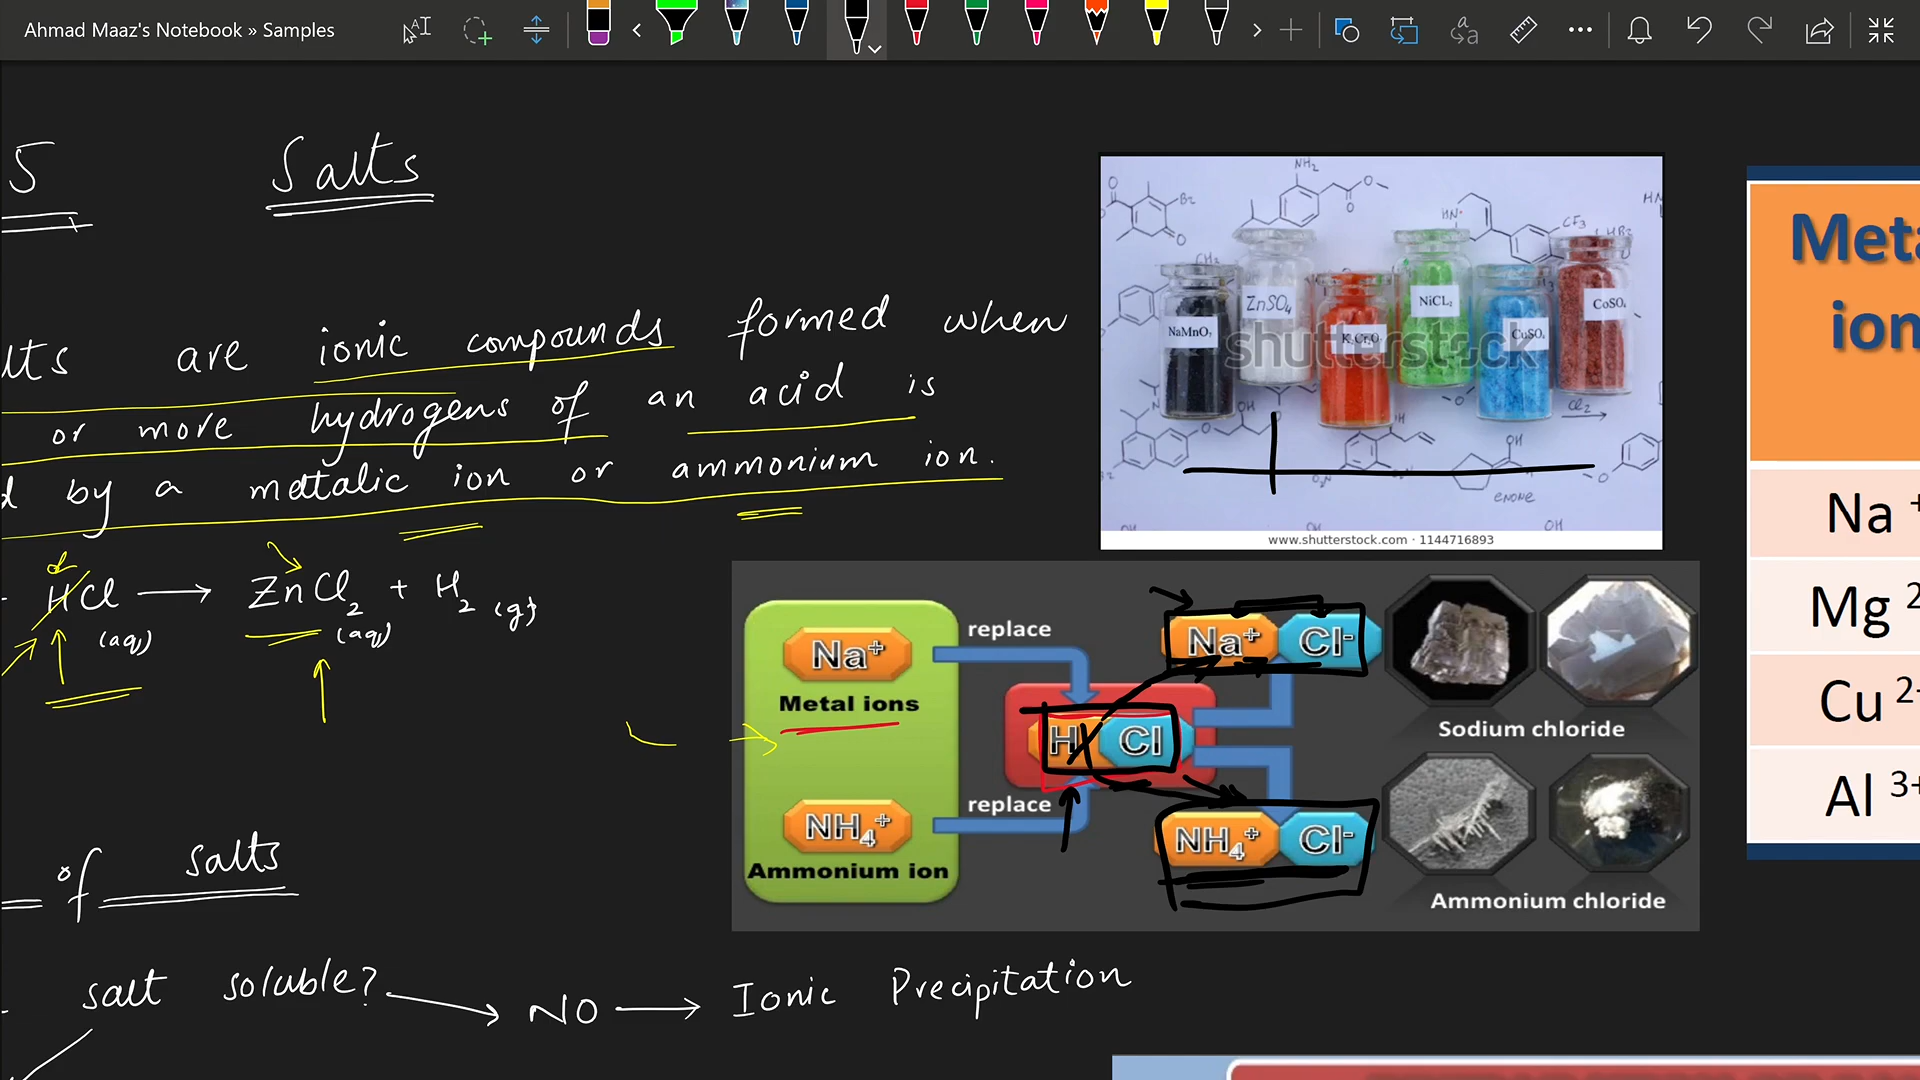 Ahmad Maaz's Notebook » Samples
5 Salts
lts are ionic compounds formed when
or more hydrogens of an acid is
d by a metalic ion or ammonium ion.
HCl ⟶ ZnCl2 + H2 (g)
(aq) (aq)
of salts
salt soluble? → NO → Ionic Precipitation
NaMnO
ZnSO4
NiCL2
CuSO4
CoSO4
shutterstock
enone
www.shutterstock.com · 1144716893
Na+
Metal ions
NH4+
Ammonium ion
replace
replace
H Cl
Na+ Cl-
NH4+ Cl-
Sodium chloride
Ammonium chloride
Meta
ion
Na +
Mg 2
Cu 2-
Al 3+